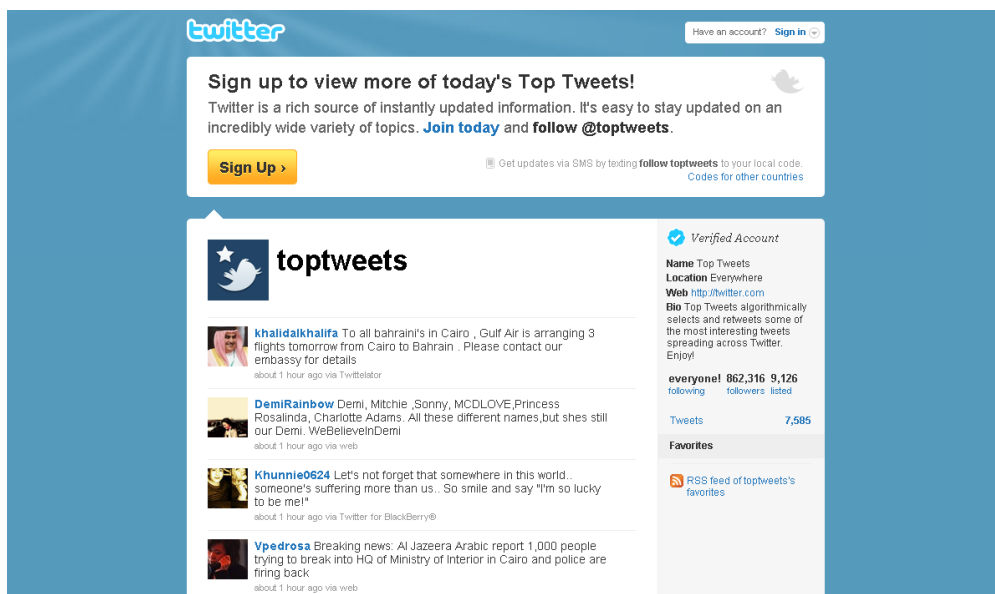 twitter
Have an account? Sign in
Sign up to view more of today's Top Tweets!
Twitter is a rich source of instantly updated information. It's easy to stay updated on an
incredibly wide variety of topics. Join today and follow @toptweets.
Sign Up ›
Get updates via SMS by texting follow toptweets to your local code.
Codes for other countries
toptweets
khalidalkhalifa To all bahraini's in Cairo , Gulf Air is arranging 3
flights tomorrow from Cairo to Bahrain . Please contact our
embassy for details
about 1 hour ago via Twittelator
DemiRainbow Demi, Mitchie ,Sonny, MCDLOVE,Princess
Rosalinda, Charlotte Adams. All these different names,but shes still
our Demi. WeBelieveInDemi
about 1 hour ago via web
Khunnie0624 Let's not forget that somewhere in this world..
someone's suffering more than us.. So smile and say "I'm so lucky
to be me!"
about 1 hour ago via Twitter for BlackBerry®
Vpedrosa Breaking news: Al Jazeera Arabic report 1,000 people
trying to break into HQ of Ministry of Interior in Cairo and police are
firing back
about 1 hour ago via web
Verified Account
Name Top Tweets
Location Everywhere
Web http://twitter.com
Bio Top Tweets algorithmically
selects and retweets some of
the most interesting tweets
spreading across Twitter.
Enjoy!
everyone! 862,316 9,126
following followers listed
Tweets 7,585
Favorites
RSS feed of toptweets's
favorites